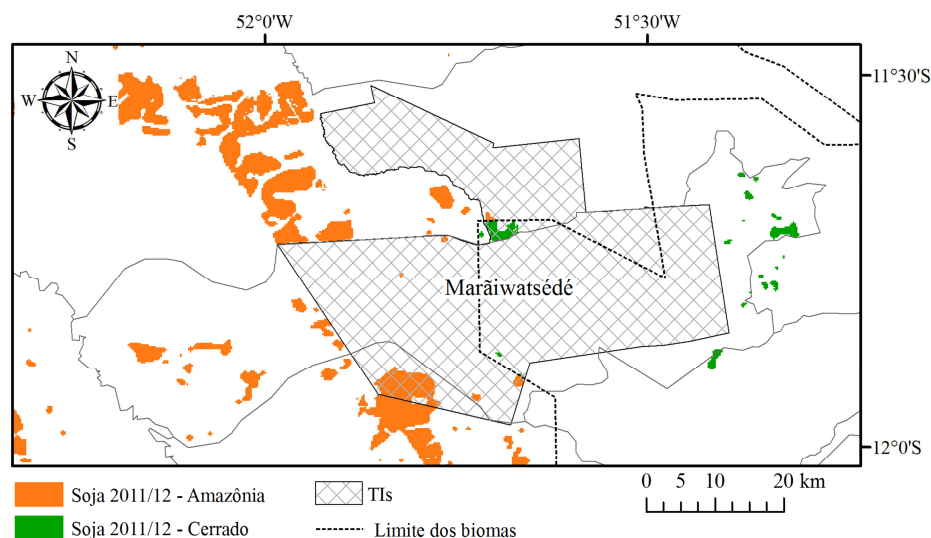 52°0'W
51°30'W
11°30'S
N
W
E
S
Marãiwatsédé
12°0'S
Soja 2011/12 - Amazônia
TIs
0 5 10 20 km
Soja 2011/12 - Cerrado
Limite dos biomas